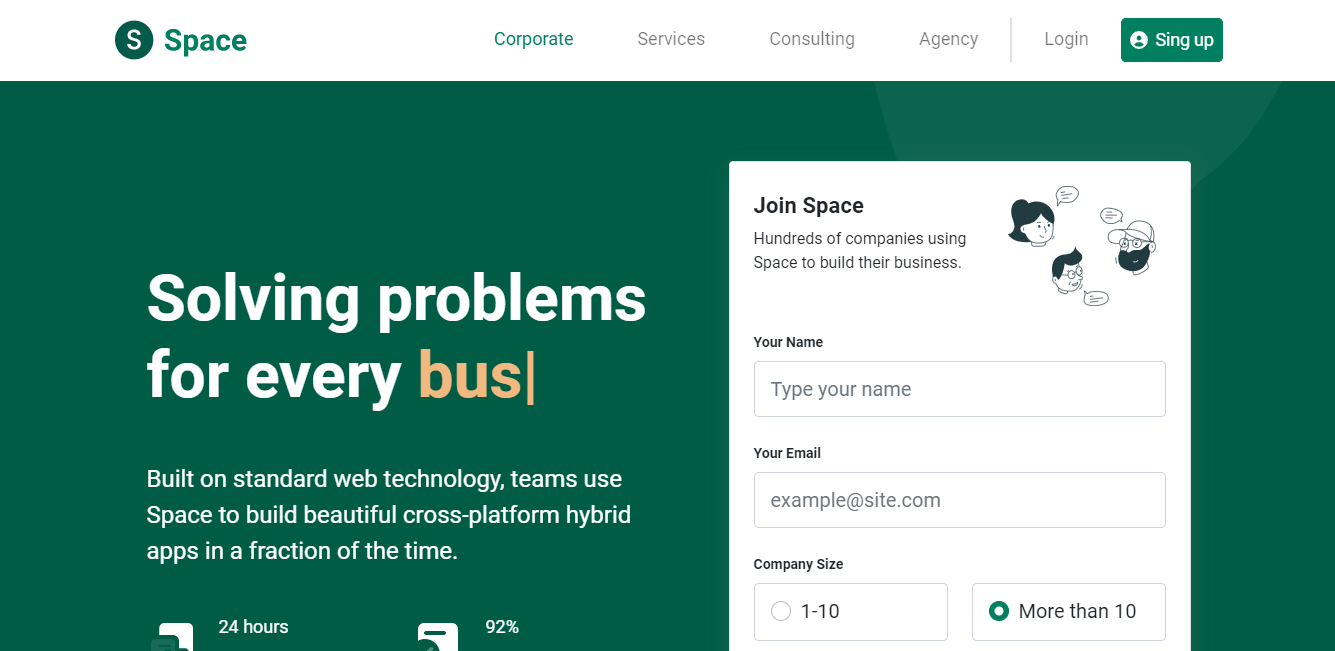 S Space
Corporate Services Consulting Agency Login Sing up
Solving problems
for every bus|
Built on standard web technology, teams use
Space to build beautiful cross-platform hybrid
apps in a fraction of the time.
24 hours 92%
Join Space
Hundreds of companies using
Space to build their business.
Your Name
Type your name
Your Email
example@site.com
Company Size
1-10 More than 10